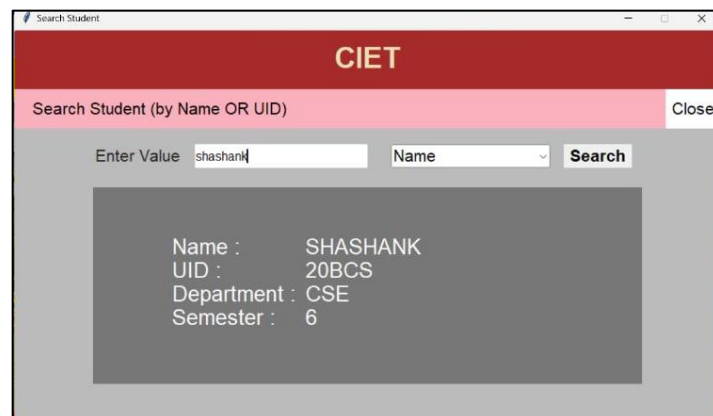 Search Student
CIET
Search Student (by Name OR UID) Close
Enter Value shashank Name Search
Name : SHASHANK
UID : 20BCS
Department : CSE
Semester : 6